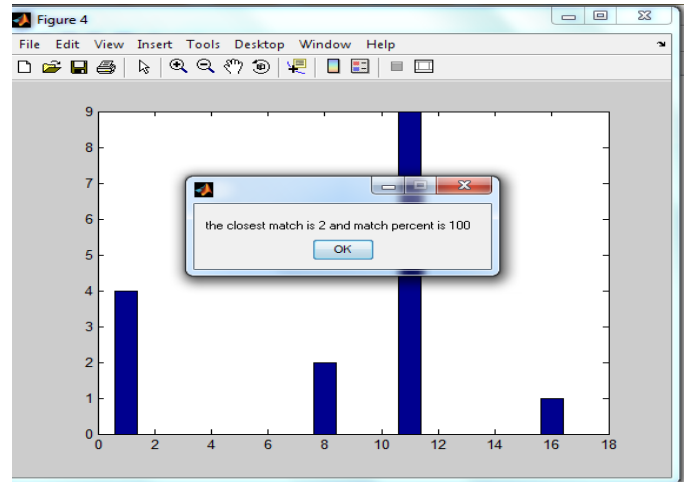 Figure 4
File Edit View Insert Tools Desktop Window Help
9
8
7
6
5
4
3
2
1
0
the closest match is 2 and match percent is 100
OK
0 2 4 6 8 10 12 14 16 18